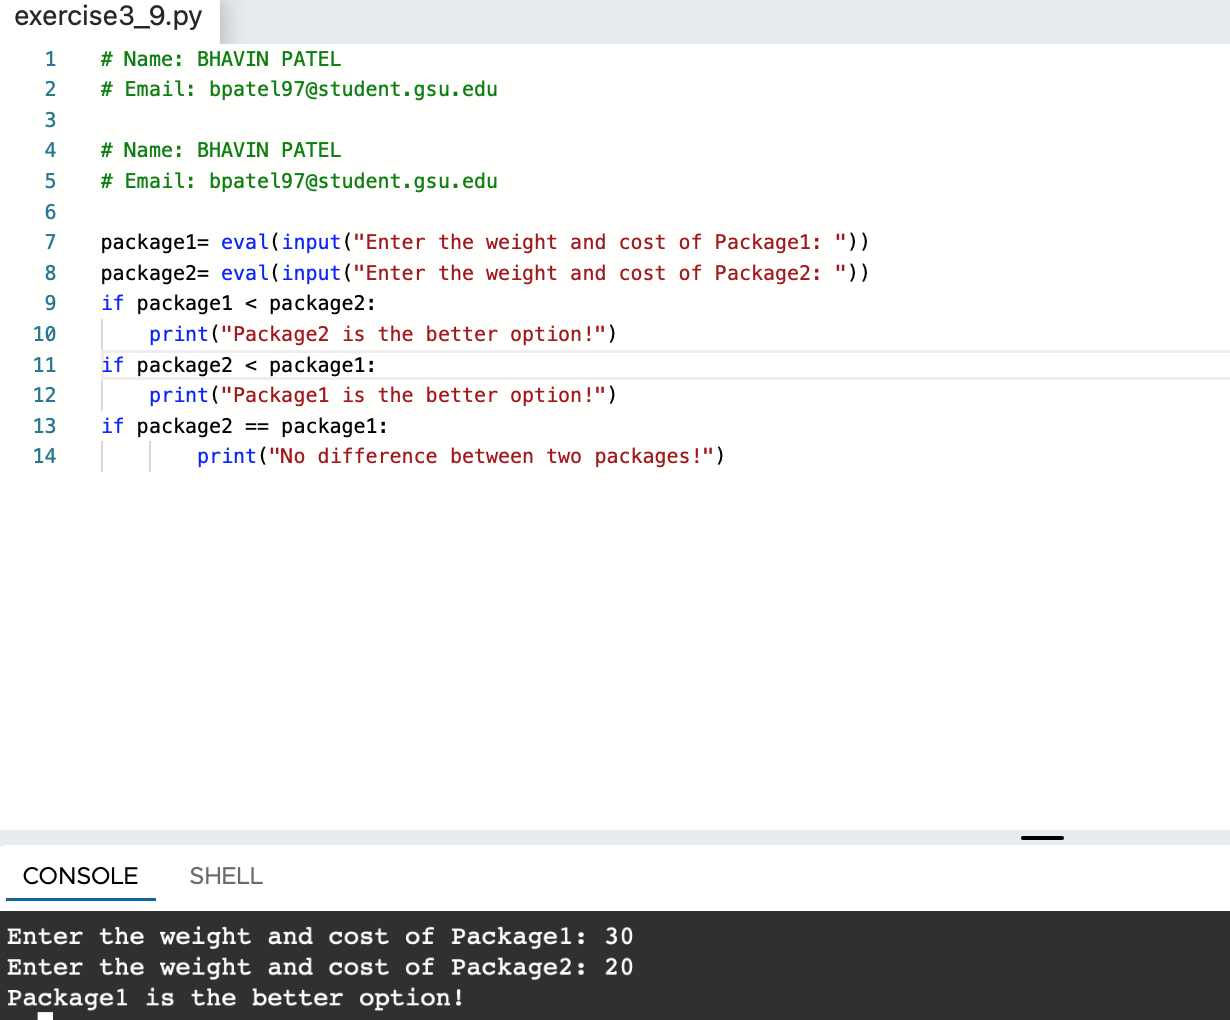 exercise3_9.py
1 # Name: BHAVIN PATEL
2 # Email: bpatel97@student.gsu.edu
3
4 # Name: BHAVIN PATEL
5 # Email: bpatel97@student.gsu.edu
6
7 package1= eval(input("Enter the weight and cost of Package1: "))
8 package2= eval(input("Enter the weight and cost of Package2: "))
9 if package1 < package2:
10     print("Package2 is the better option!")
11 if package2 < package1:
12     print("Package1 is the better option!")
13 if package2 == package1:
14         print("No difference between two packages!")
CONSOLE SHELL
Enter the weight and cost of Package1: 30
Enter the weight and cost of Package2: 20
Package1 is the better option!